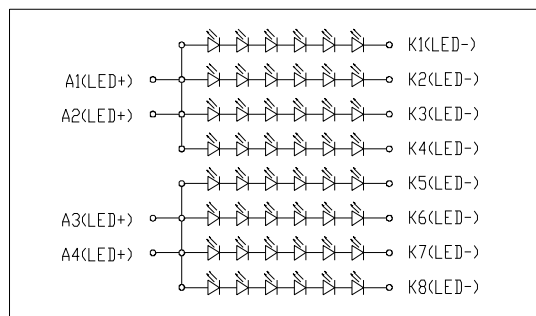 K1(LED-)
A1(LED+) K2(LED-)
A2(LED+) K3(LED-)
K4(LED-)
K5(LED-)
A3(LED+) K6(LED-)
A4(LED+) K7(LED-)
K8(LED-)